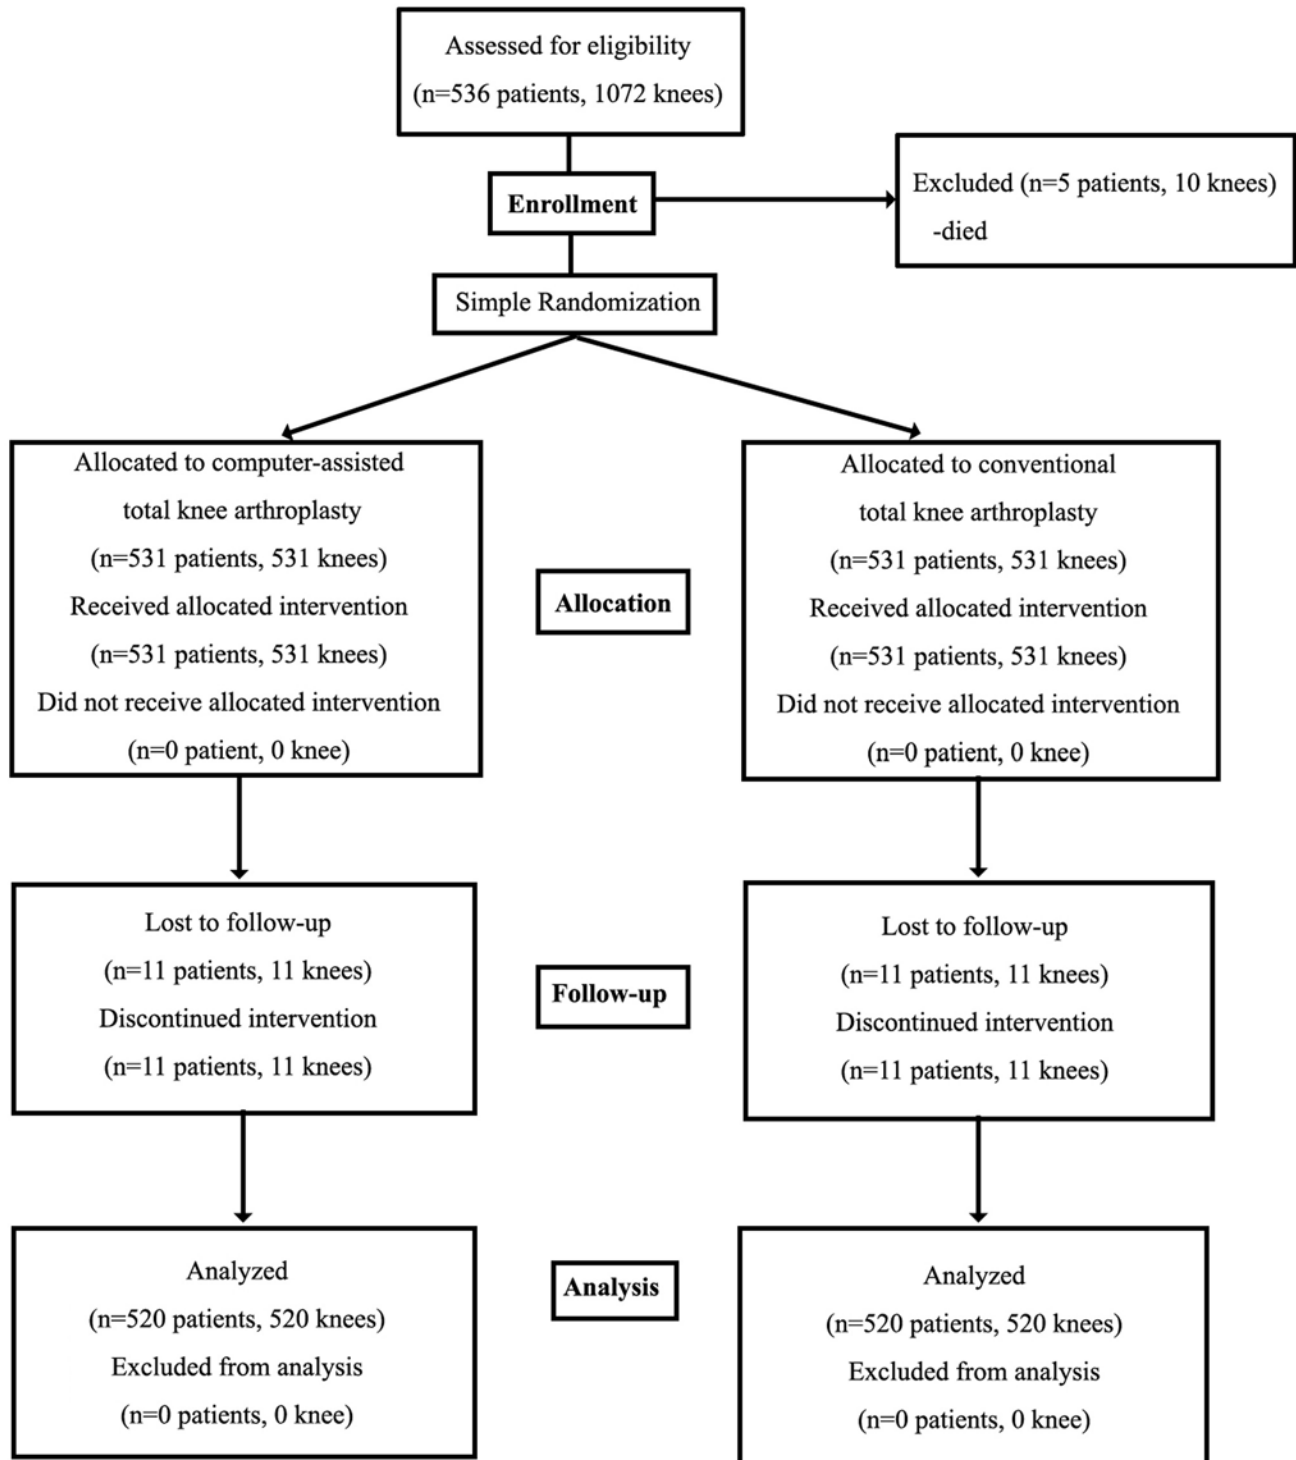 Assessed for eligibility
(n=536 patients, 1072 knees)
Enrollment
Excluded (n=5 patients, 10 knees)
-died
Simple Randomization
Allocated to computer-assisted
total knee arthroplasty
(n=531 patients, 531 knees)
Received allocated intervention
(n=531 patients, 531 knees)
Did not receive allocated intervention
(n=0 patient, 0 knee)
Allocation
Allocated to conventional
total knee arthroplasty
(n=531 patients, 531 knees)
Received allocated intervention
(n=531 patients, 531 knees)
Did not receive allocated intervention
(n=0 patient, 0 knee)
Lost to follow-up
(n=11 patients, 11 knees)
Discontinued intervention
(n=11 patients, 11 knees)
Follow-up
Lost to follow-up
(n=11 patients, 11 knees)
Discontinued intervention
(n=11 patients, 11 knees)
Analyzed
(n=520 patients, 520 knees)
Excluded from analysis
(n=0 patients, 0 knee)
Analysis
Analyzed
(n=520 patients, 520 knees)
Excluded from analysis
(n=0 patients, 0 knee)